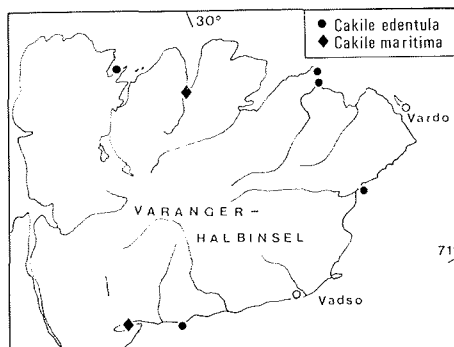 30°
Cakile edentula
Cakile maritima
Vardo
VARANGER-
HALBINSEL
71°
Vadso